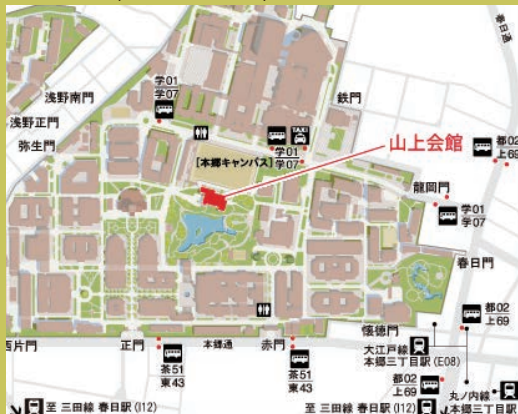 春日通
学01
学07
浅野南門
浅野正門
弥生門
鉄門
TAXI
学01
学07
[本郷キャンパス]
山上会館
都02
上69
龍岡門
学01
学07
春日門
都02
上69
懐徳門
大江戸線
本郷三丁目駅(E08)
西片門
正門
本郷通
赤門
茶51
東43
茶51
東43
都02
上69
丸ノ内線
本郷三丁目駅
至 三田線 春日駅(I12)
至 三田線 春日駅(I12)